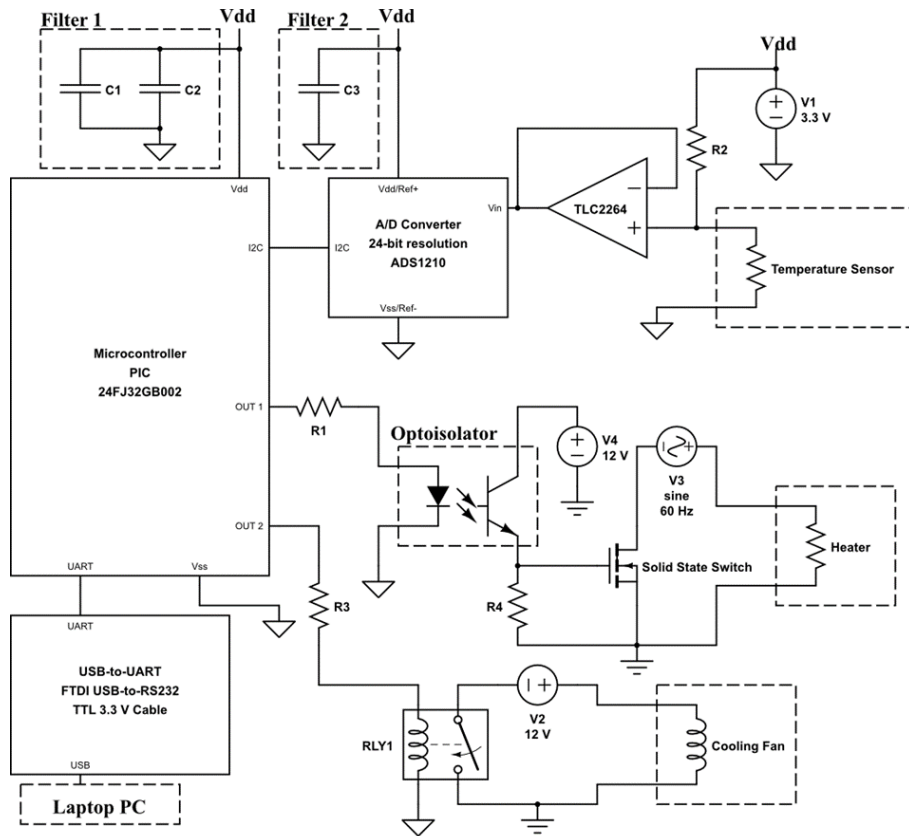 Filter 1
Vdd
Filter 2
Vdd
Vdd
C1
C2
C3
V1
3.3 V
R2
Vdd
Vdd/Ref+
Vin
TLC2264
A/D Converter
24-bit resolution
ADS1210
I2C
I2C
Temperature Sensor
Vss/Ref-
Microcontroller
PIC
24FJ32GB002
OUT 1
R1
Optoisolator
V4
12 V
V3
sine
60 Hz
OUT 2
Heater
Solid State Switch
UART
Vss
R3
R4
UART
USB-to-UART
FTDI USB-to-RS232
TTL 3.3 V Cable
V2
12 V
RLY1
Cooling Fan
USB
Laptop PC